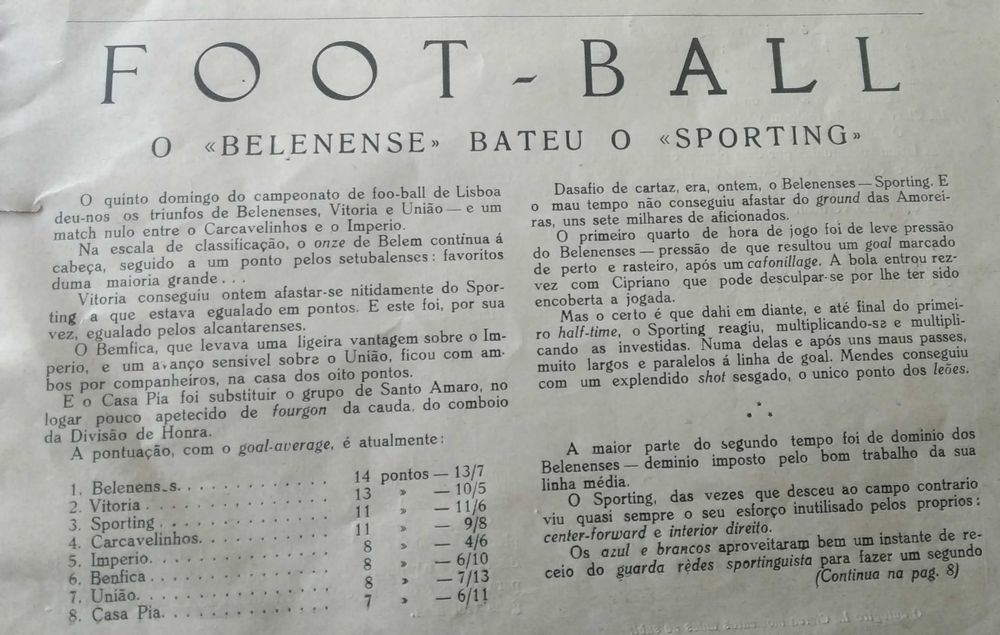 FOOT-BALL
O «BELENENSE» BATEU O «SPORTING»
O quinto domingo do campeonato de foo-ball de Lisboa
deu-nos os triunfos de Belenenses, Vitoria e União — e um
match nulo entre o Carcavelinhos e o Imperio.
Na escala de classificação, o onze de Belem continua á
cabeça, seguido a um ponto pelos setubalenses: favoritos
duma maioria grande...
Vitoria conseguiu ontem afastar-se nitidamente do Spor-
ting a que estava egualado em pontos. E este foi, por sua
vez, egualado pelos alcantarenses.
O Bemfica, que levava uma ligeira vantagem sobre o Im-
perio, e um avanço sensivel sobre o União, ficou com am-
bos por companheiros, na casa dos oito pontos.
E o Casa Pia foi substituir o grupo de Santo Amaro, no
logar pouco apetecido de fourgon da cauda, do comboio
da Divisão de Honra.
A pontuação, com o goal-average, é atualmente:
1. Belenens_s. . . . . . . . . . . . . 14 pontos — 13/7
2. Vitoria . . . . . . . . . . . . . . 13 » — 10/5
3. Sporting . . . . . . . . . . . . . 11 » — 11/6
4. Carcavelinhos. . . . . . . . . . . 11 » — 9/8
5. Imperio. . . . . . . . . . . . . . 8 » — 4/6
6. Benfica . . . . . . . . . . . . . . 8 » — 6/10
7. União. . . . . . . . . . . . . . . 8 » — 7/13
8. Casa Pia. . . . . . . . . . . . . . 7 » — 6/11
Dasafio de cartaz, era, ontem, o Belenenses — Sporting. E
o mau tempo não conseguiu afastar do ground das Amorei-
ras, uns sete milhares de aficionados.
O primeiro quarto de hora de jogo foi de leve pressão
do Belenenses — pressão de que resultou um goal marcado
de perto e rasteiro, após um cafonillage. A bola entrou rez-
vez com Cipriano que pode desculpar-se por lhe ter sido
encoberta a jogada.
Mas o certo é que dahi em diante, e até final do primei-
ro half-time, o Sporting reagiu, multiplicando-se e multipli-
cando as investidas. Numa delas e após uns maus passes,
muito largos e paralelos á linha de goal. Mendes conseguiu
com um explendido shot sesgado, o unico ponto dos leões.
A maior parte do segundo tempo foi de dominio dos
Belenenses — deminio imposto pelo bom trabalho da sua
linha média.
O Sporting, das vezes que desceu ao campo contrario
viu quasi sempre o seu esforço inutilisado pelos proprios:
center-forward e interior direito.
Os azul e brancos aproveitaram bem um instante de re-
ceio do guarda rêdes sportinguista para fazer um segundo
(Continua na pag. 8)